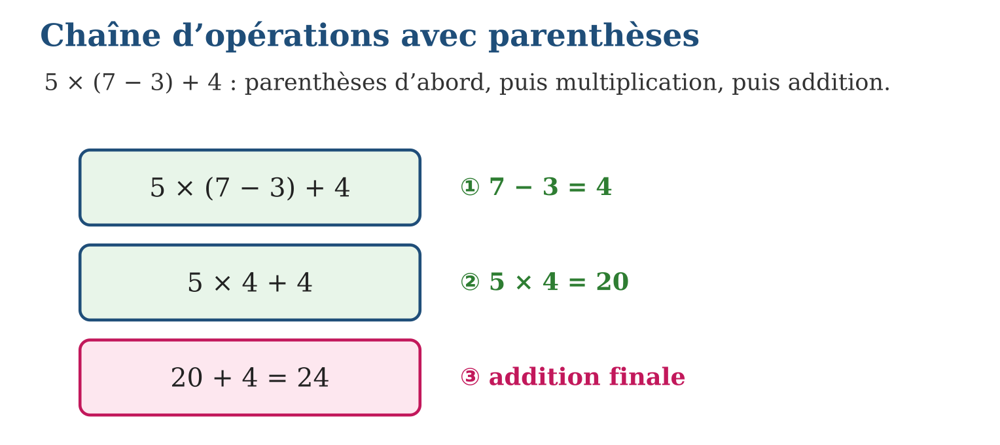 Chaîne d’opérations avec parenthèses
5 × (7 − 3) + 4 : parenthèses d’abord, puis multiplication, puis addition.
5 × (7 − 3) + 4
① 7 − 3 = 4
5 × 4 + 4
② 5 × 4 = 20
20 + 4 = 24
③ addition finale